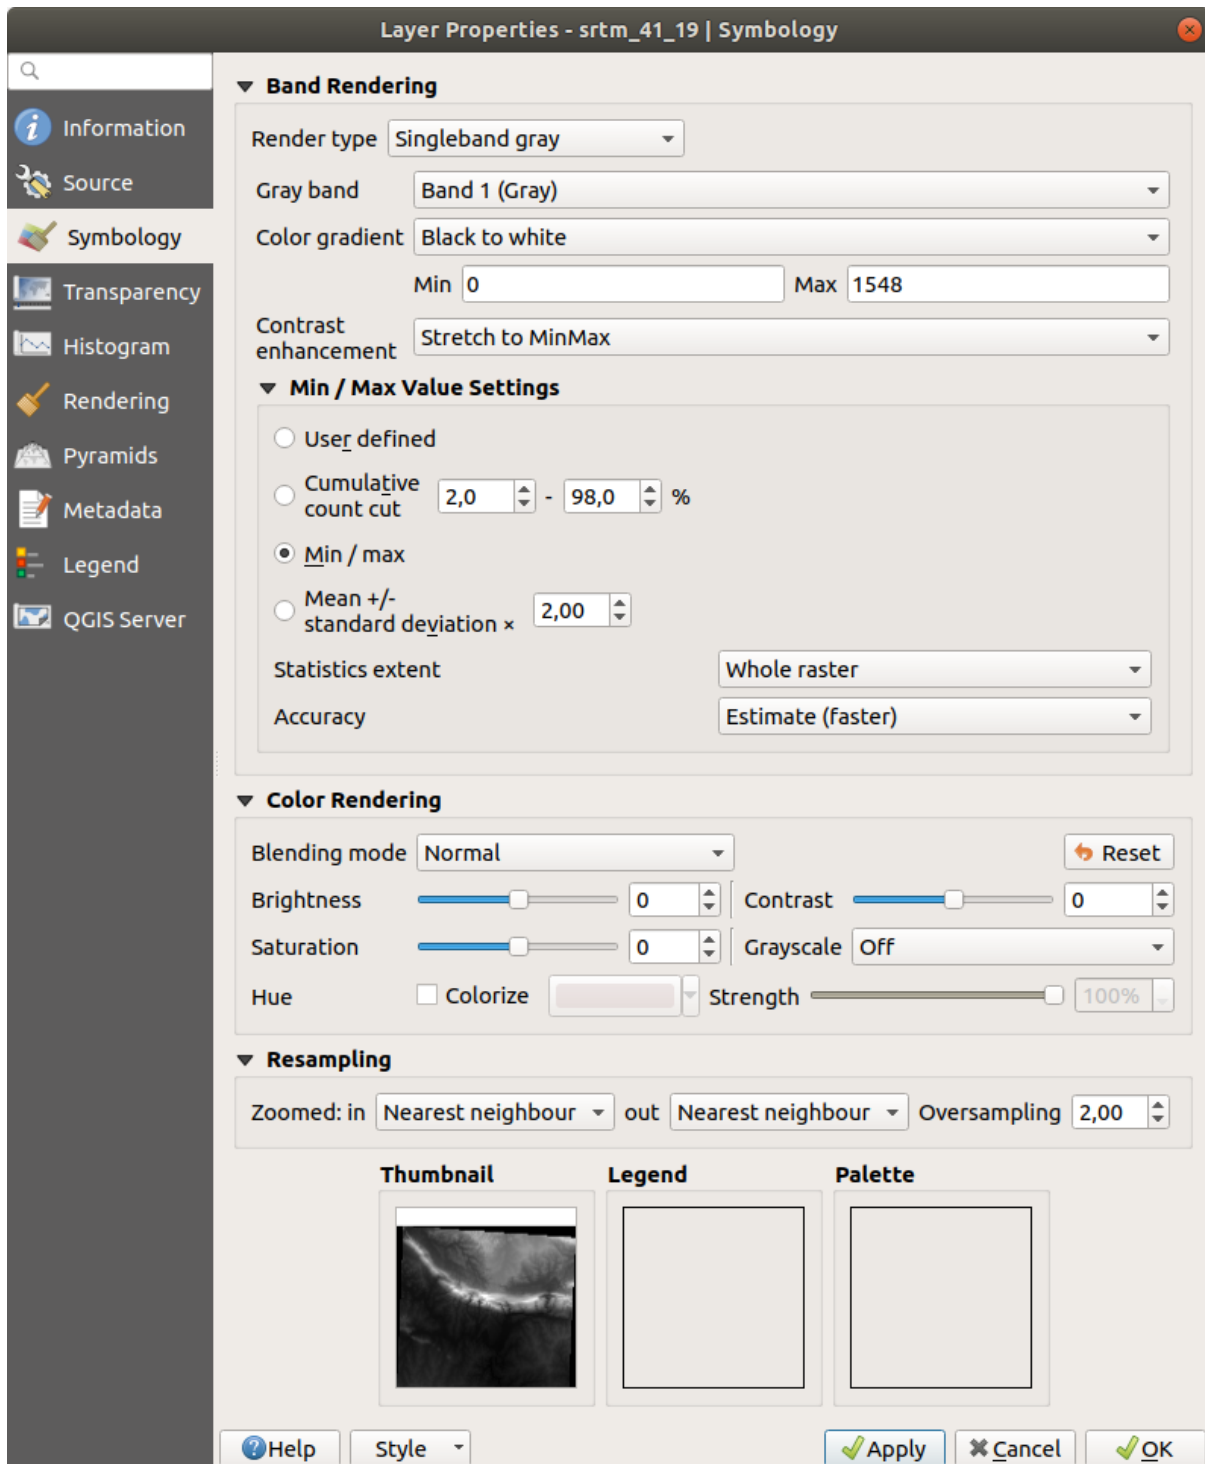 Layer Properties - srtm_41_19 | Symbology
Information
Source
Symbology
Transparency
Histogram
Rendering
Pyramids
Metadata
Legend
QGIS Server
Band Rendering
Render type Singleband gray
Gray band Band 1 (Gray)
Color gradient Black to white
Min 0 Max 1548
Contrast
enhancement Stretch to MinMax
Min / Max Value Settings
User defined
Cumulative
count cut 2,0 - 98,0 %
Min / max
Mean +/-
standard deviation × 2,00
Statistics extent Whole raster
Accuracy Estimate (faster)
Color Rendering
Blending mode Normal Reset
Brightness 0 Contrast 0
Saturation 0 Grayscale Off
Hue Colorize Strength 100%
Resampling
Zoomed: in Nearest neighbour out Nearest neighbour Oversampling 2,00
Thumbnail Legend Palette
Help Style Apply Cancel OK